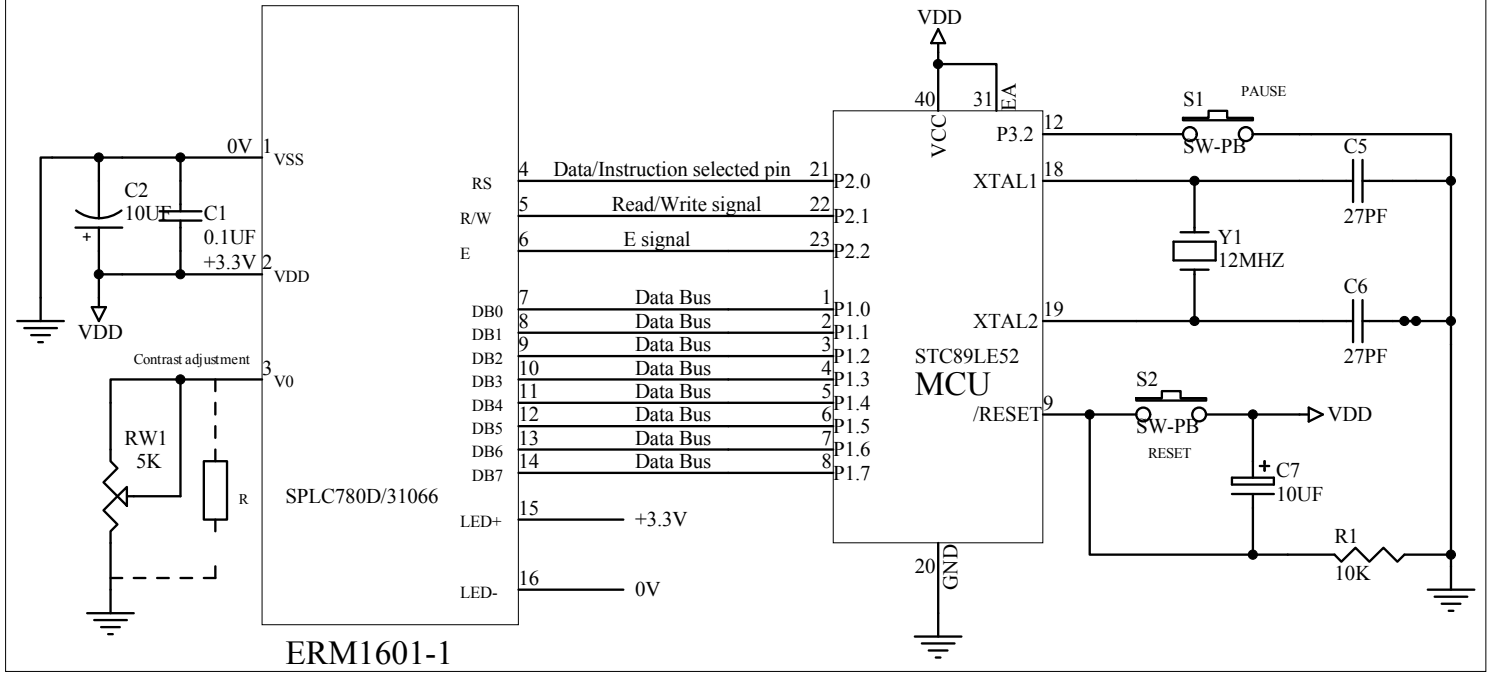 VDD
40
31
VCC
EA
S1
PAUSE
SW-PB
P3.2
12
0V
1
VSS
C2
10UF
C1
0.1UF
+3.3V
2
VDD
VDD
Contrast adjustment
3
V0
RW1
5K
R
SPLC780D/31066
RS
4
Data/Instruction selected pin
21
P2.0
R/W
5
Read/Write signal
22
P2.1
E
6
E signal
23
P2.2
DB0
7
Data Bus
1
P1.0
DB1
8
Data Bus
2
P1.1
DB2
9
Data Bus
3
P1.2
DB3
10
Data Bus
4
P1.3
DB4
11
Data Bus
5
P1.4
DB5
12
Data Bus
6
P1.5
DB6
13
Data Bus
7
P1.6
DB7
14
Data Bus
8
P1.7
LED+
15
+3.3V
LED-
16
0V
ERM1601-1
XTAL1
18
C5
27PF
Y1
12MHZ
XTAL2
19
C6
27PF
STC89LE52
MCU
/RESET
9
S2
SW-PB
RESET
VDD
+
C7
10UF
R1
10K
20
GND
+